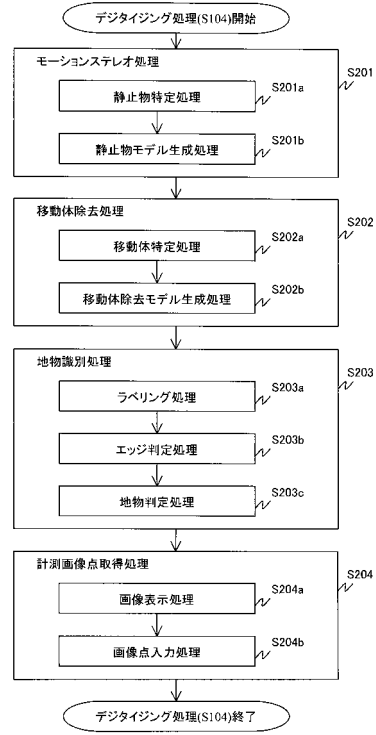 デジタイジング処理(S104)開始
モーションステレオ処理
S201
静止物特定処理
S201a
静止物モデル生成処理
S201b
移動体除去処理
S202
移動体特定処理
S202a
移動体除去モデル生成処理
S202b
地物識別処理
S203
ラベリング処理
S203a
エッジ判定処理
S203b
地物判定処理
S203c
計測画像点取得処理
S204
画像表示処理
S204a
画像点入力処理
S204b
デジタイジング処理(S104)終了